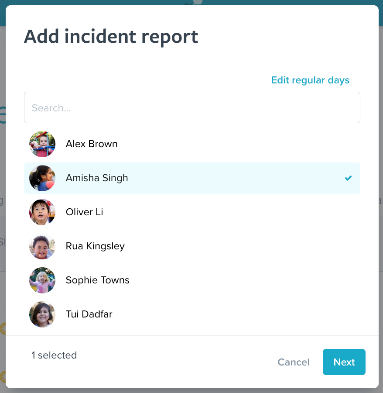 Add incident report
Edit regular days
Search...
Alex Brown
Amisha Singh
Oliver Li
Rua Kingsley
Sophie Towns
Tui Dadfar
1 selected
Cancel
Next